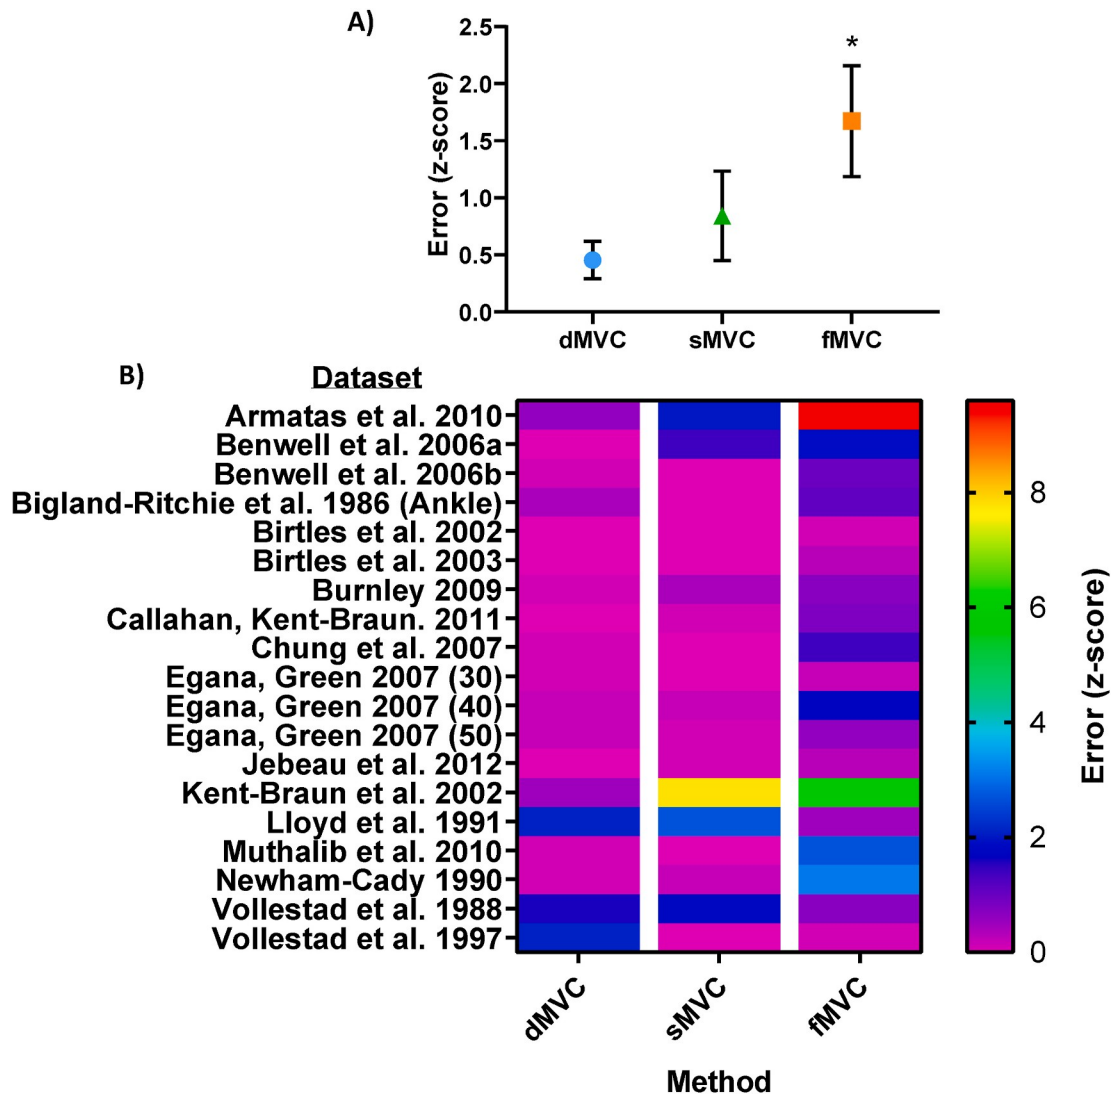 A)
Error (z-score)
2.5
2.0
1.5
1.0
0.5
0.0
*
dMVC sMVC fMVC
B)
Dataset
Armatas et al. 2010
Benwell et al. 2006a
Benwell et al. 2006b
Bigland-Ritchie et al. 1986 (Ankle)
Birtles et al. 2002
Birtles et al. 2003
Burnley 2009
Callahan, Kent-Braun. 2011
Chung et al. 2007
Egana, Green 2007 (30)
Egana, Green 2007 (40)
Egana, Green 2007 (50)
Jebeau et al. 2012
Kent-Braun et al. 2002
Lloyd et al. 1991
Muthalib et al. 2010
Newham-Cady 1990
Vollestad et al. 1988
Vollestad et al. 1997
dMVC sMVC fMVC
Method
8
6
4
2
0
Error (z-score)